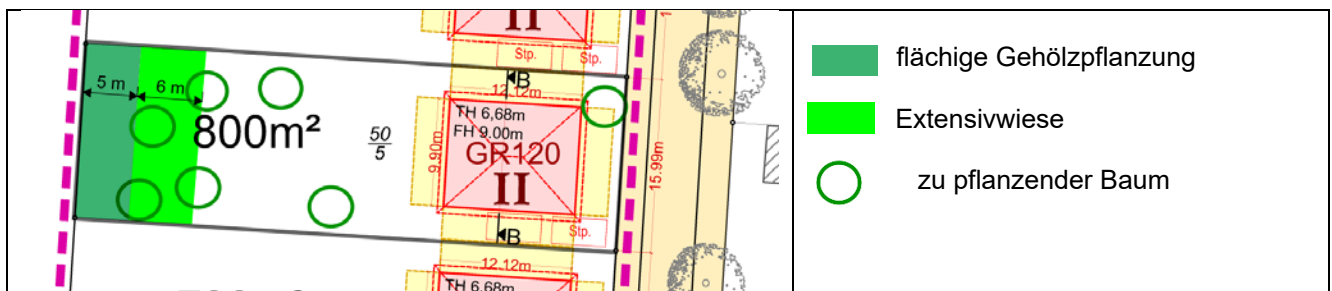 II
Stp.
Stp.
5 m
6 m
B
12.12m
TH 6,68m
FH 9.00m
800m²
50
5
9.90m
GR120
II
15.99m
Stp.
B
12.12m
TH 6.68m
flächige Gehölzpflanzung
Extensivwiese
zu pflanzender Baum